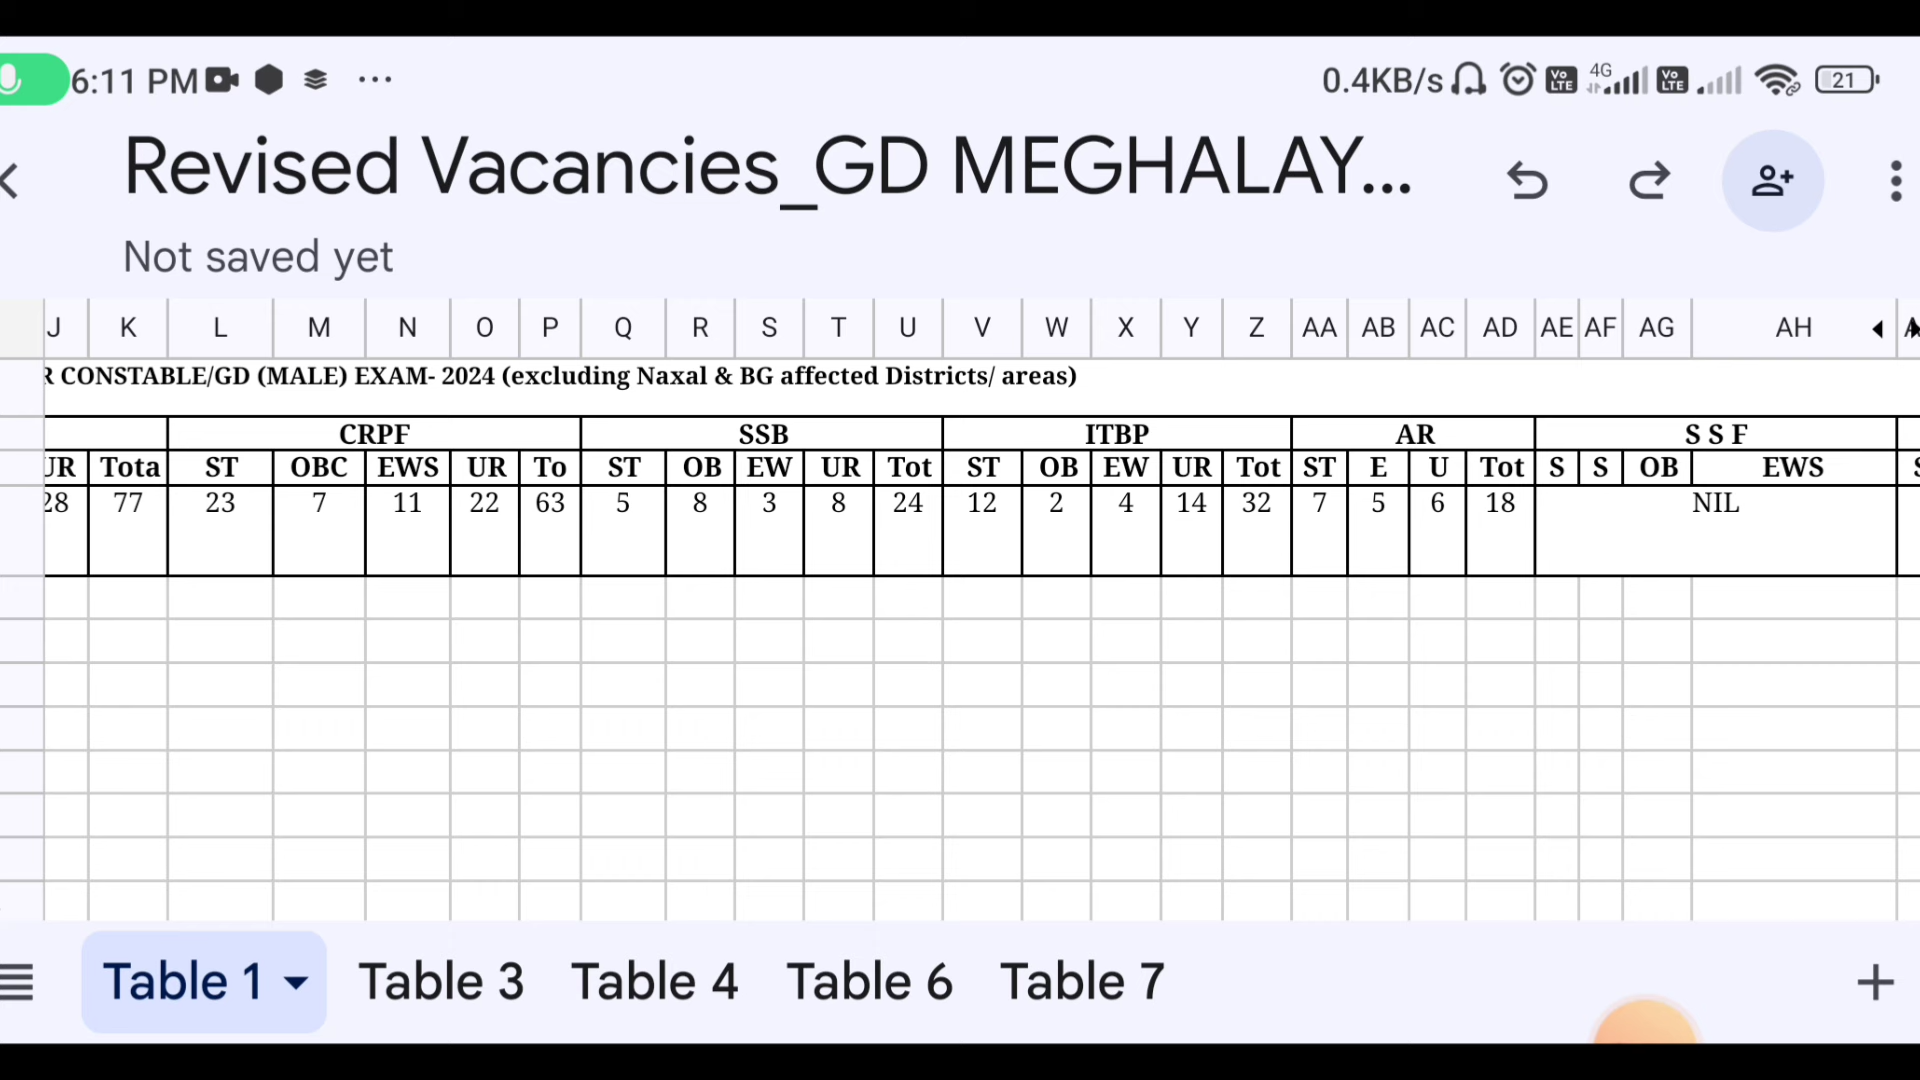 6:11 PM ... 0.4KB/s Vo LTE 4G Vo LTE 21
Revised Vacancies_GD MEGHALAY...
Not saved yet
J K L M N O P Q R S T U V W X Y Z AA AB AC AD AE AF AG AH
R CONSTABLE/GD (MALE) EXAM- 2024 (excluding Naxal & BG affected Districts/ areas)
CRPF SSB ITBP AR S S F
UR Tota ST OBC EWS UR To ST OB EW UR Tot ST OB EW UR Tot ST E U Tot S S OB EWS
28 77 23 7 11 22 63 5 8 3 8 24 12 2 4 14 32 7 5 6 18 NIL
Table 1 Table 3 Table 4 Table 6 Table 7